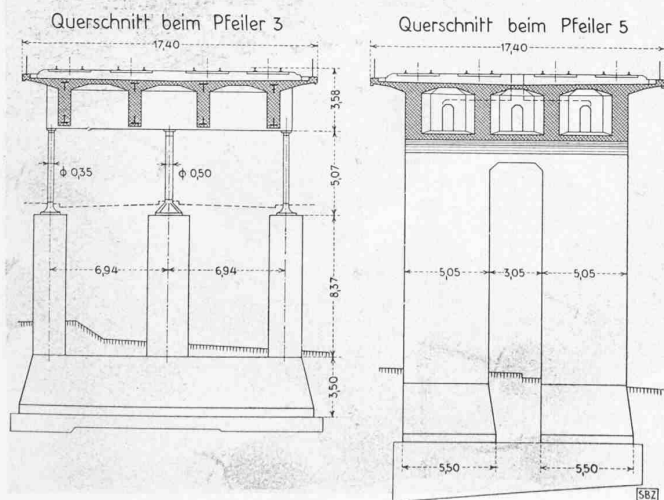 Querschnitt beim Pfeiler 3
17,40
3,58
ϕ 0,35
ϕ 0,50
5,07
6,94
6,94
8,37
3,50
Querschnitt beim Pfeiler 5
17,40
5,05
3,05
5,05
5,50
5,50
SBZ